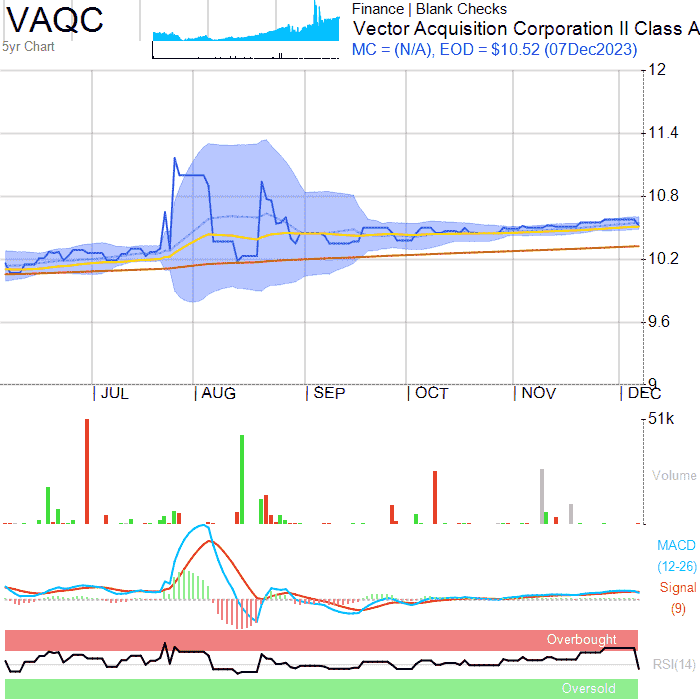 VAQC
Finance | Blank Checks
Vector Acquisition Corporation II Class A
5yr Chart
MC = (N/A), EOD = $10.52 (07Dec2023)
12
11.4
10.8
10.2
9.6
9
JUL
AUG
SEP
OCT
NOV
DEC
51k
Volume
MACD
(12-26)
Signal
(9)
Overbought
RSI(14)
Oversold